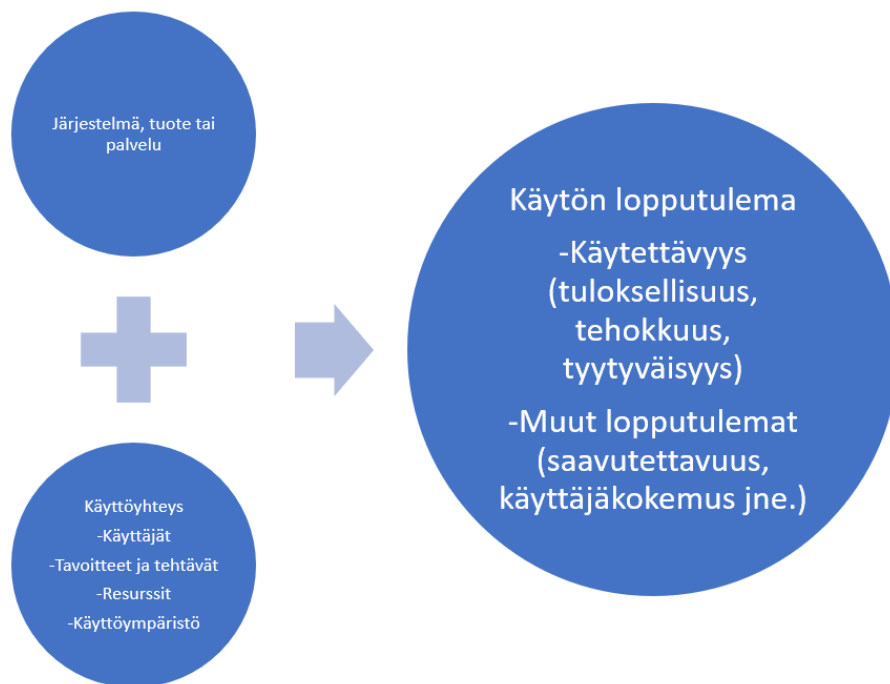 Järjestelmä, tuote tai
palvelu
Käyttöyhteys
-Käyttäjät
-Tavoitteet ja tehtävät
-Resurssit
-Käyttöympäristö
Käytön lopputulema
-Käytettävyys
(tuloksellisuus,
tehokkuus,
tyytyväisyys)
-Muut lopputulemat
(saavutettavuus,
käyttäjäkokemus jne.)